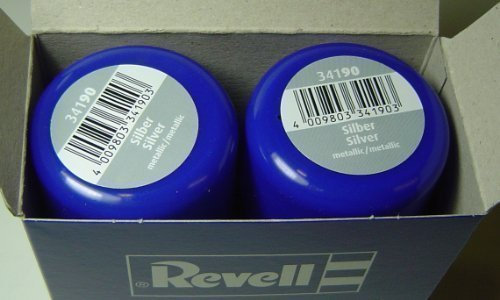 34190
4 009803 341903
Silber
Silver
metallic/metallic
34190
4 009803 341903
Silber
Silver
metallic/metallic
® Revell